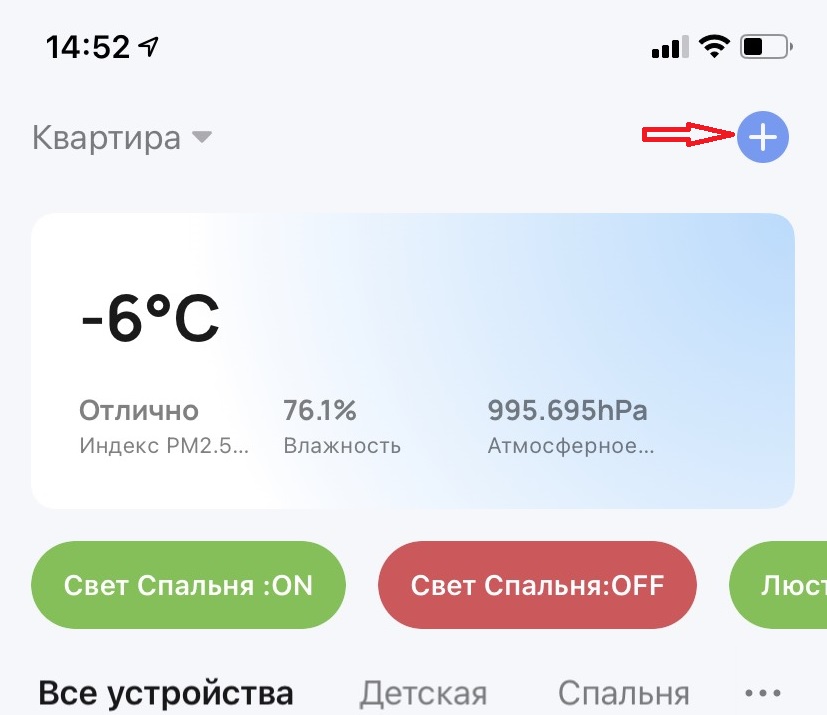 14:52
Квартира
-6°C
Отлично 76.1% 995.695hPa
Индекс PM2.5... Влажность Атмосферное...
Свет Спальня :ON Свет Спальня:OFF Люст
Все устройства Детская Спальня ...